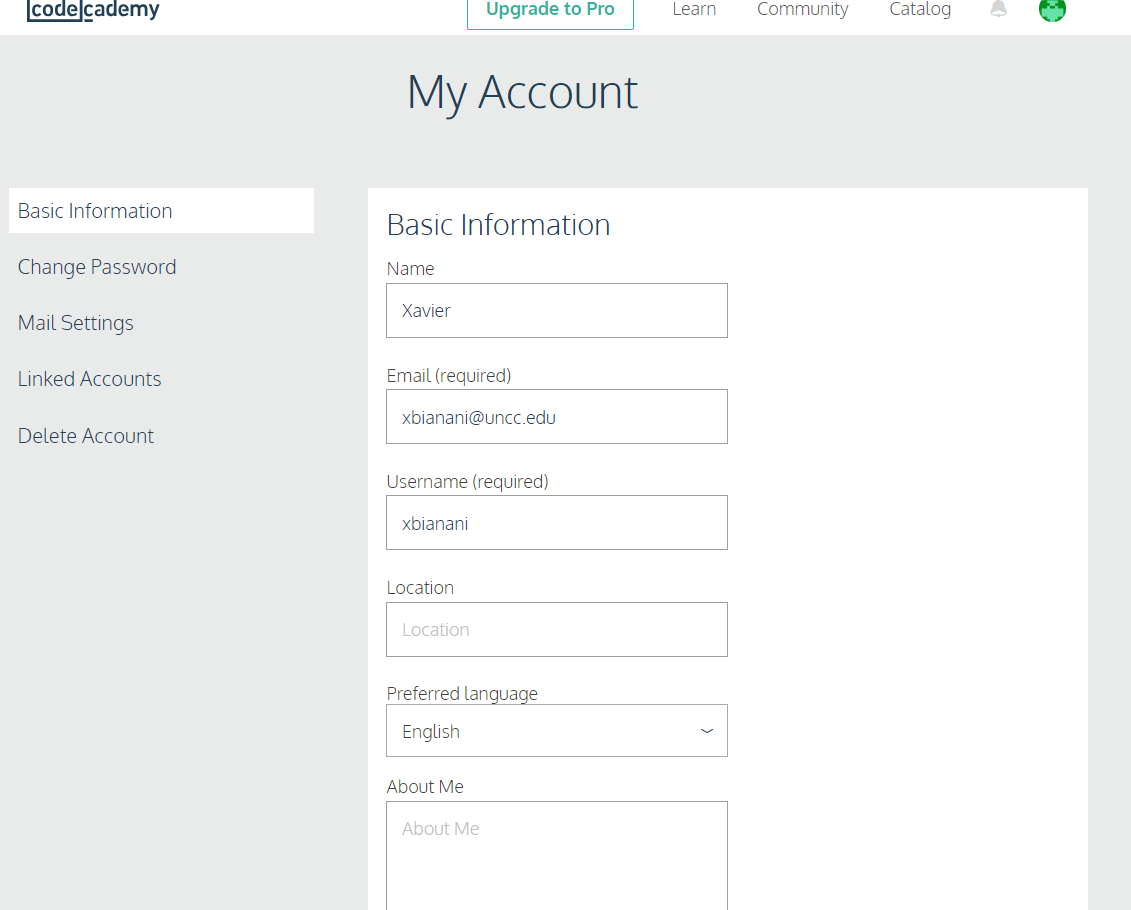 codecademy
Upgrade to Pro
Learn
Community
Catalog
My Account
Basic Information
Change Password
Mail Settings
Linked Accounts
Delete Account
Basic Information
Name
Xavier
Email (required)
xbianani@uncc.edu
Username (required)
xbianani
Location
Location
Preferred language
English
About Me
About Me